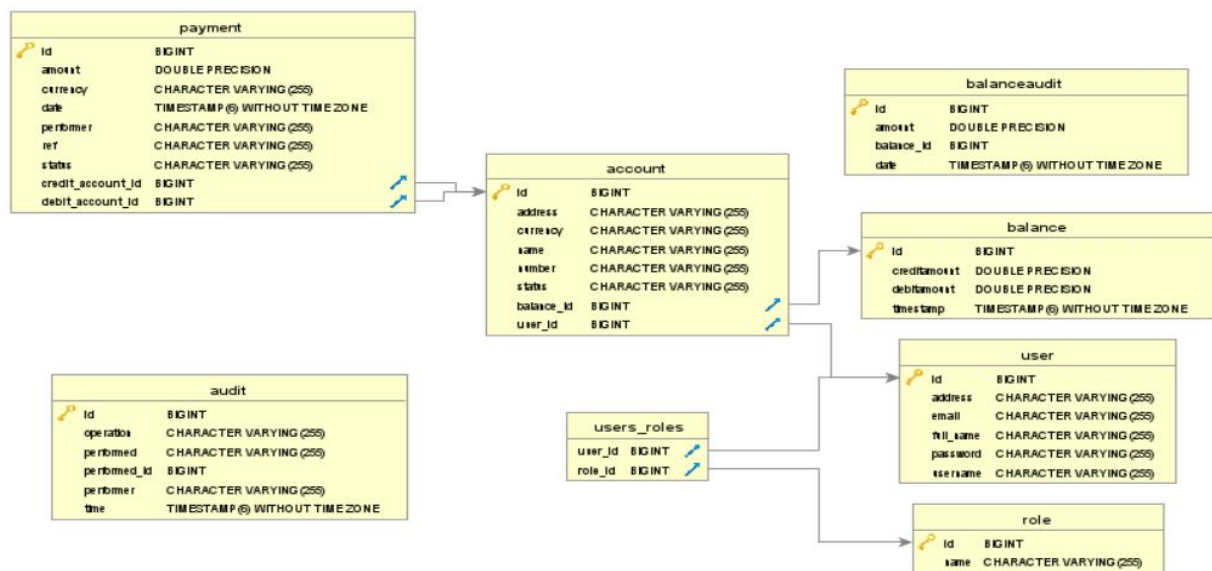 payment
id BIGINT
amount DOUBLE PRECISION
currency CHARACTER VARYING (255)
date TIMESTAMP(6) WITHOUT TIME ZONE
performer CHARACTER VARYING (255)
ref CHARACTER VARYING (255)
status CHARACTER VARYING (255)
credit_account_id BIGINT
debit_account_id BIGINT
balanceaudit
id BIGINT
amount DOUBLE PRECISION
balance_id BIGINT
date TIMESTAMP(6) WITHOUT TIME ZONE
account
id BIGINT
address CHARACTER VARYING (255)
currency CHARACTER VARYING (255)
name CHARACTER VARYING (255)
number CHARACTER VARYING (255)
status CHARACTER VARYING (255)
balance_id BIGINT
user_id BIGINT
balance
id BIGINT
creditamount DOUBLE PRECISION
debitamount DOUBLE PRECISION
timestamp TIMESTAMP(6) WITHOUT TIME ZONE
user
id BIGINT
address CHARACTER VARYING (255)
email CHARACTER VARYING (255)
full_name CHARACTER VARYING (255)
password CHARACTER VARYING (255)
username CHARACTER VARYING (255)
audit
id BIGINT
operation CHARACTER VARYING (255)
performed CHARACTER VARYING (255)
performed_id BIGINT
performer CHARACTER VARYING (255)
time TIMESTAMP(6) WITHOUT TIME ZONE
users_roles
user_id BIGINT
role_id BIGINT
role
id BIGINT
name CHARACTER VARYING (255)